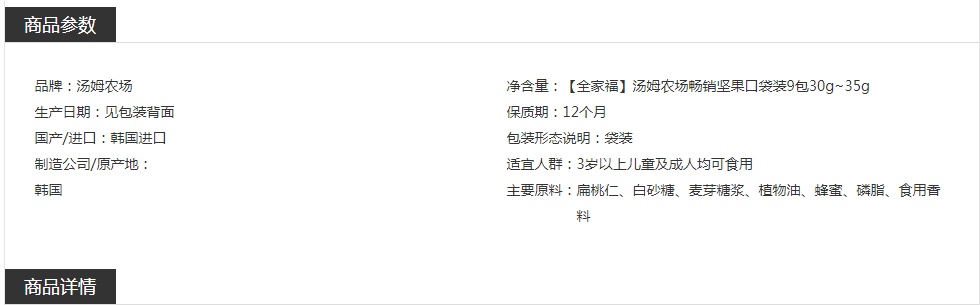 商品参数
品牌：汤姆农场
生产日期：见包装背面
国产/进口：韩国进口
制造公司/原产地：
韩国
净含量：【全家福】汤姆农场畅销坚果口袋装9包30g~35g
保质期：12个月
包装形态说明：袋装
适宜人群：3岁以上儿童及成人均可食用
主要原料：扁桃仁、白砂糖、麦芽糖浆、植物油、蜂蜜、磷脂、食用香
料
商品详情